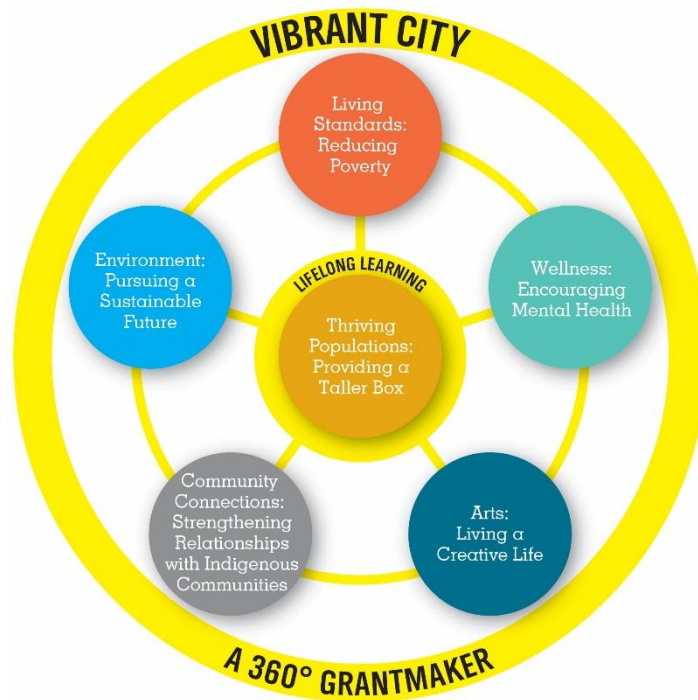 VIBRANT CITY
Living
Standards:
Reducing
Poverty
Environment:
Pursuing a
Sustainable
Future
Wellness:
Encouraging
Mental Health
LIFELONG LEARNING
Thriving
Populations:
Providing a
Taller Box
Community
Connections:
Strengthening
Relationships
with Indigenous
Communities
Arts:
Living a
Creative Life
A 360° GRANTMAKER